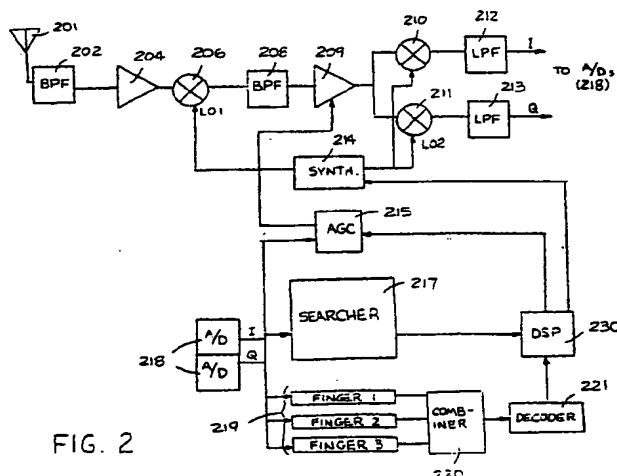 201
202
BPF
204
206
LO1
208
BPF
209
210
212
LPF
I
TO A/Ds
(218)
211
LO2
213
LPF
Q
214
SYNTH.
215
AGC
217
SEARCHER
218
A/D
I
A/D
Q
DSP
230
219
FINGER 1
FINGER 2
FINGER 3
COMB-
INER
220
221
DECODER
FIG. 2